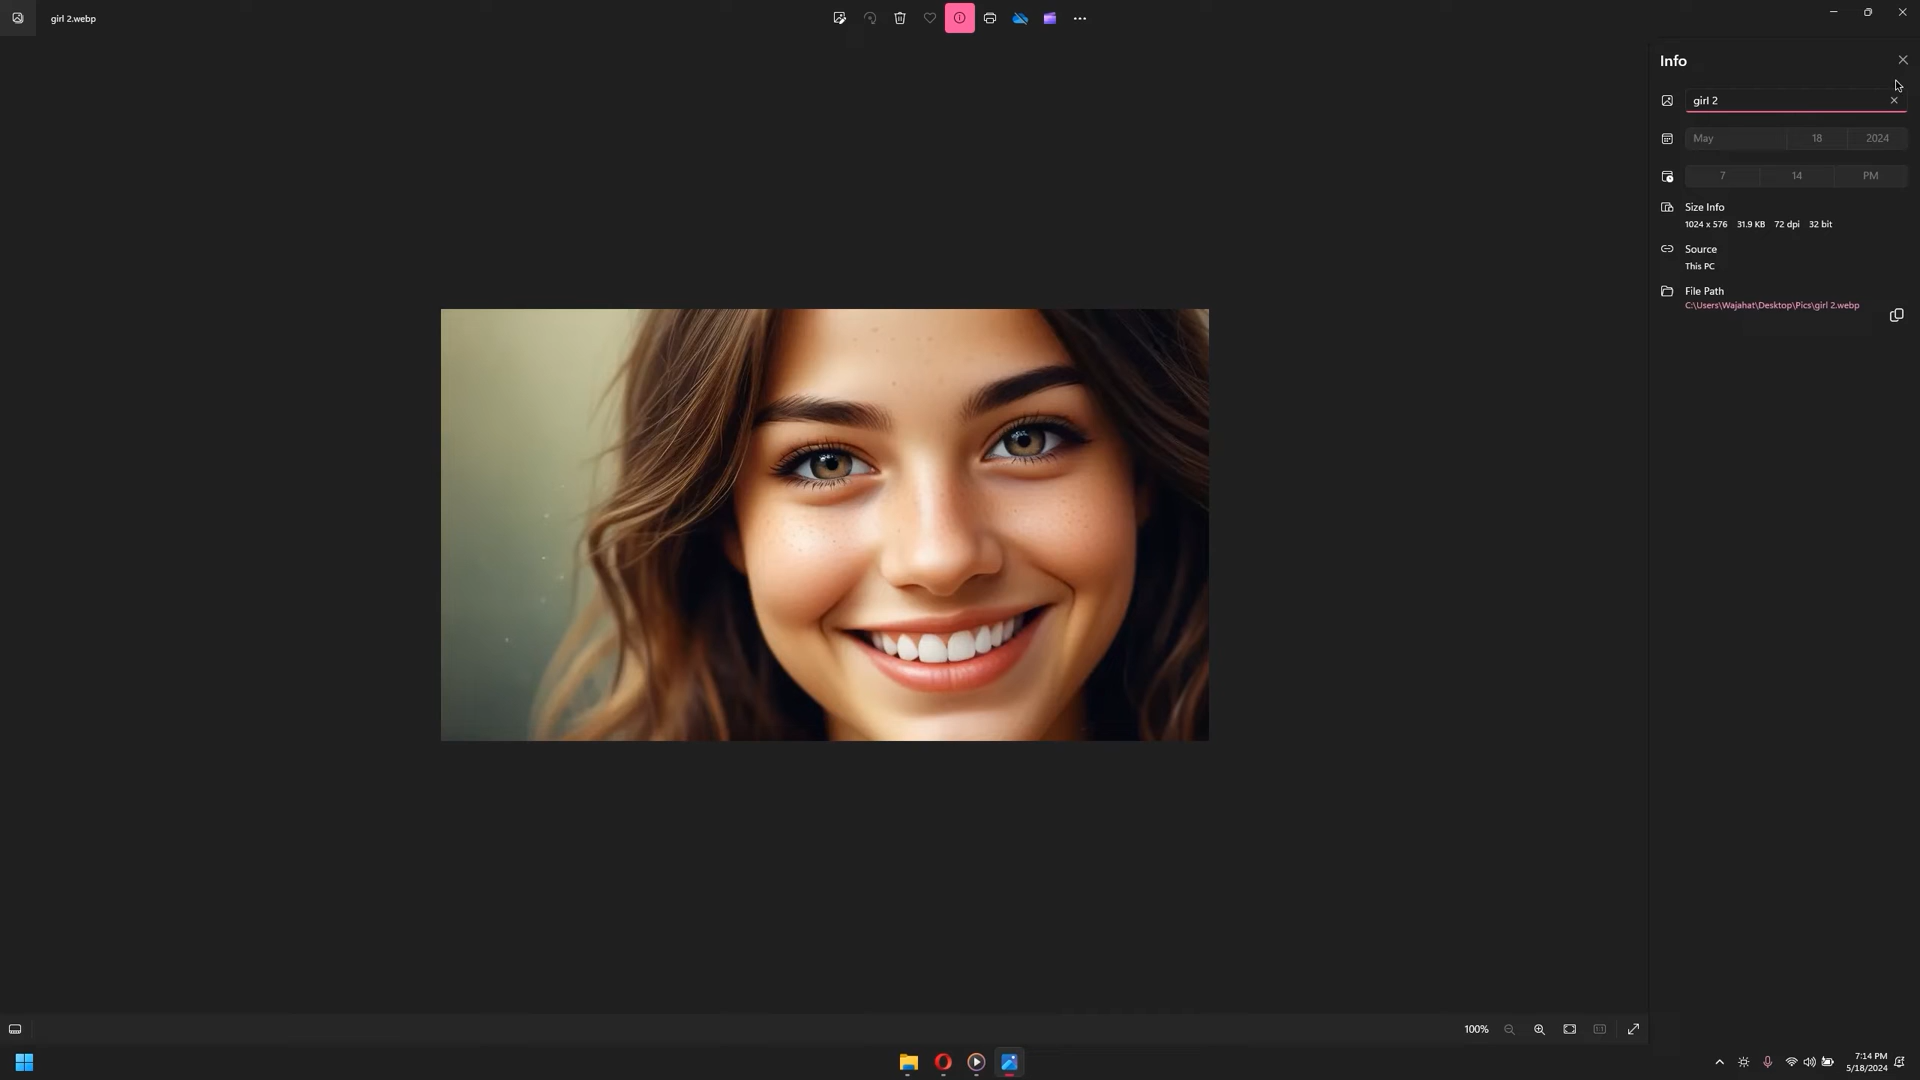 girl 2.webp
Info
girl 2
May 18 2024
7 14 PM
Size Info
1024 x 576 31.9 KB 72 dpi 32 bit
Source
This PC
File Path
C:\Users\Wajahat\Desktop\Pics\girl 2.webp
100%
7:14 PM
5/18/2024